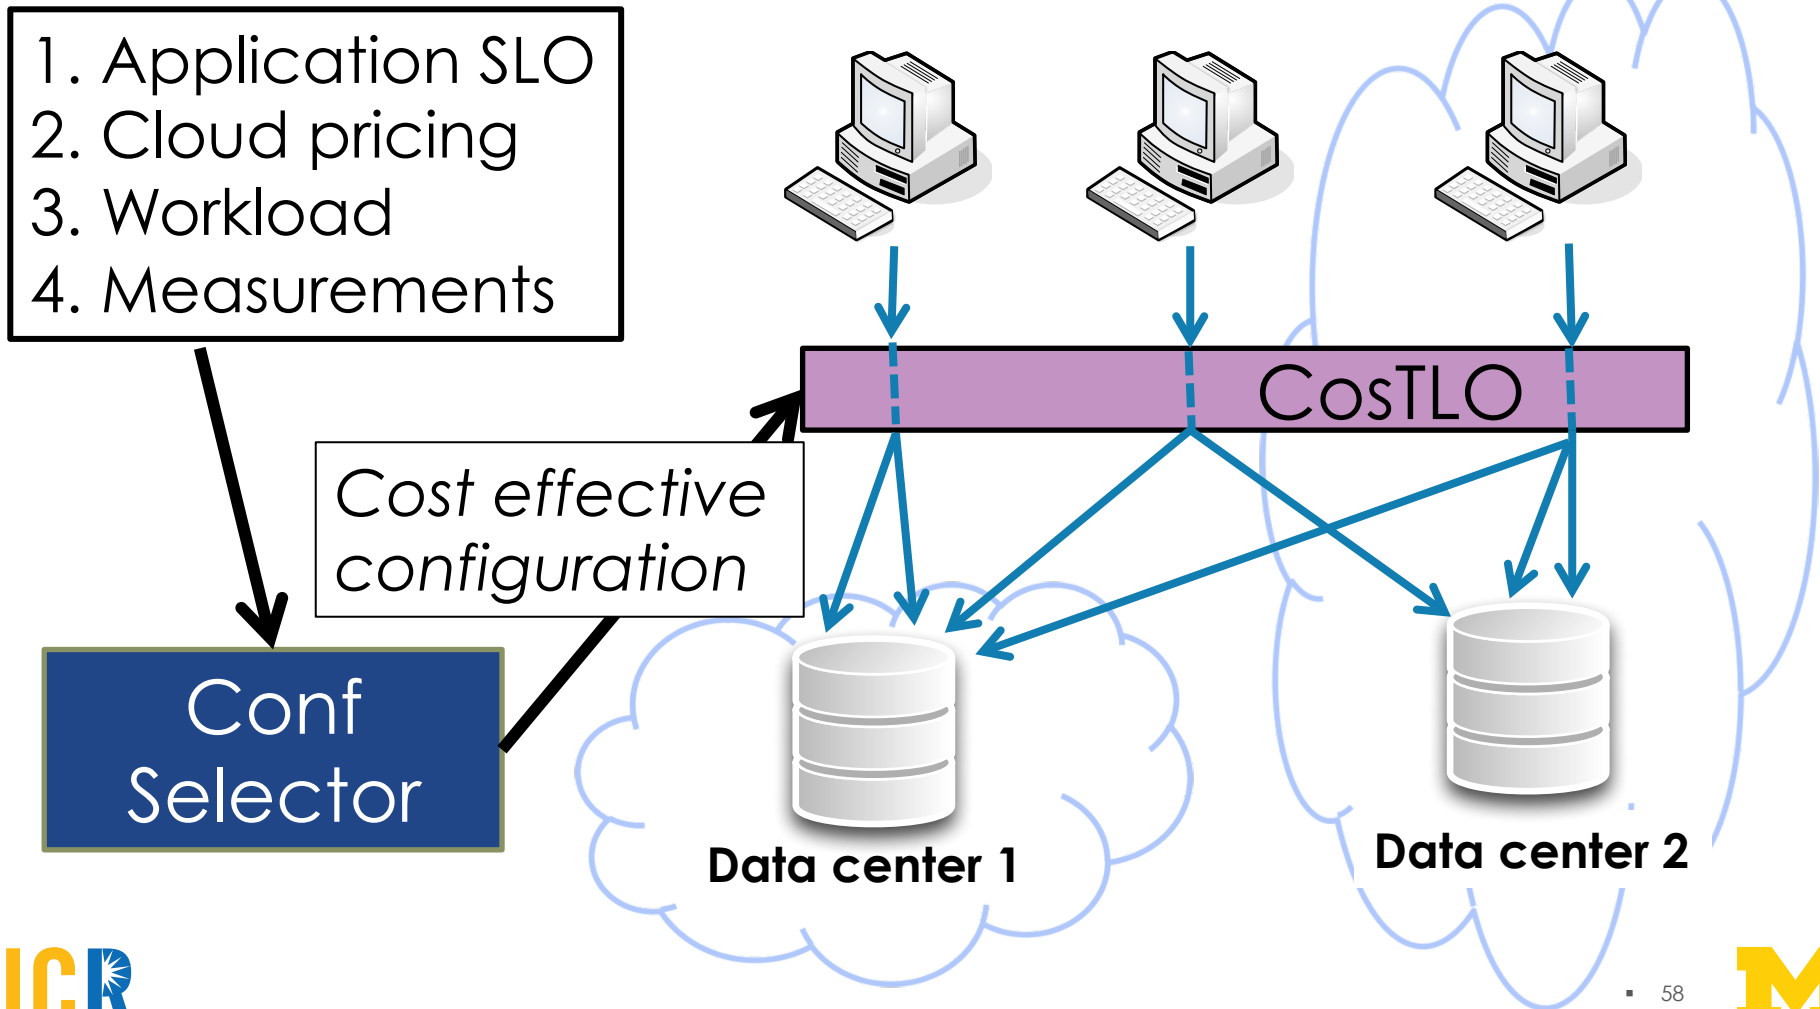 1. Application SLO
2. Cloud pricing
3. Workload
4. Measurements
CosTLO
Cost effective
configuration
Conf
Selector
Data center 1
Data center 2
UCR
▪ 58
M